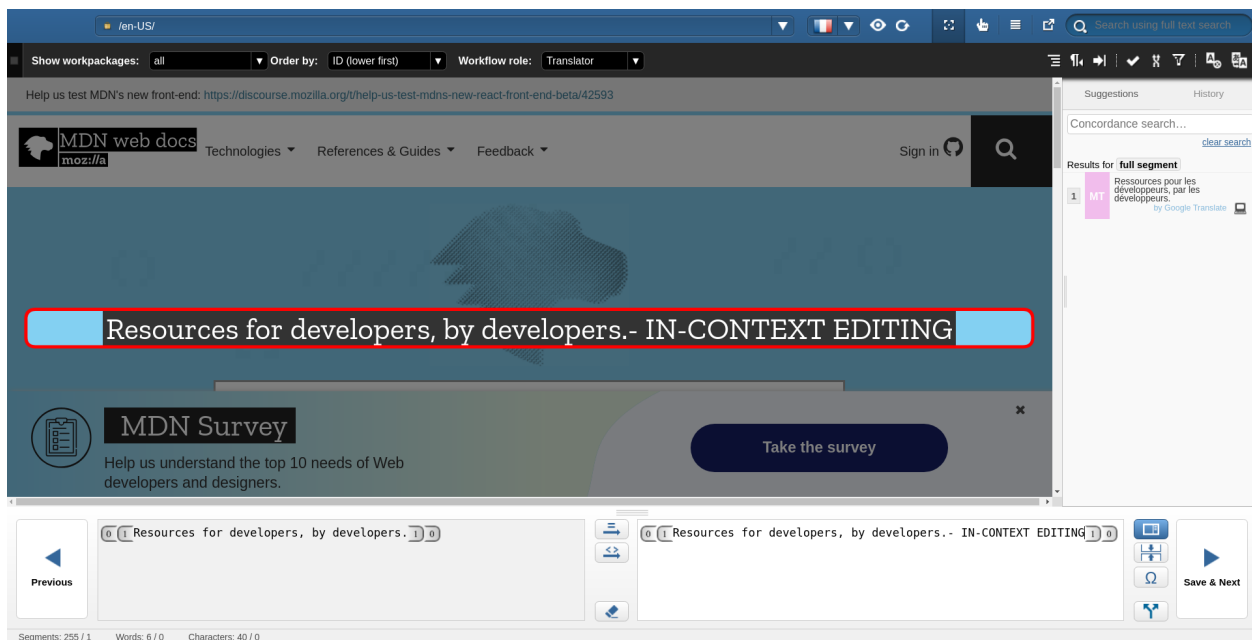 /en-US/
Search using full text search
Show workpackages: all Order by: ID (lower first) Workflow role: Translator
Help us test MDN's new front-end: https://discourse.mozilla.org/t/help-us-test-mdns-new-react-front-end-beta/42593
Suggestions History
Concordance search…
clear search
Results for full segment
1 MT Ressources pour les
développeurs, par les
développeurs.
by Google Translate
MDN web docs
moz://a
Technologies References & Guides Feedback Sign in
Resources for developers, by developers.- IN-CONTEXT EDITING
MDN Survey
Help us understand the top 10 needs of Web
developers and designers.
Take the survey
Previous
0 1 Resources for developers, by developers. 1 0
0 1 Resources for developers, by developers.- IN-CONTEXT EDITING 1 0
Ω
Save & Next
Segments: 255 / 1 Words: 6 / 0 Characters: 40 / 0